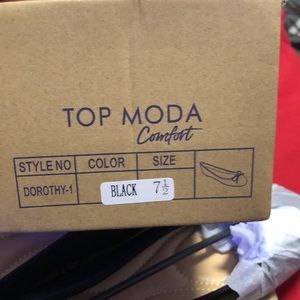 TOP MODA
Comfort
STYLE NO COLOR SIZE
DOROTHY-1 BLACK 7½